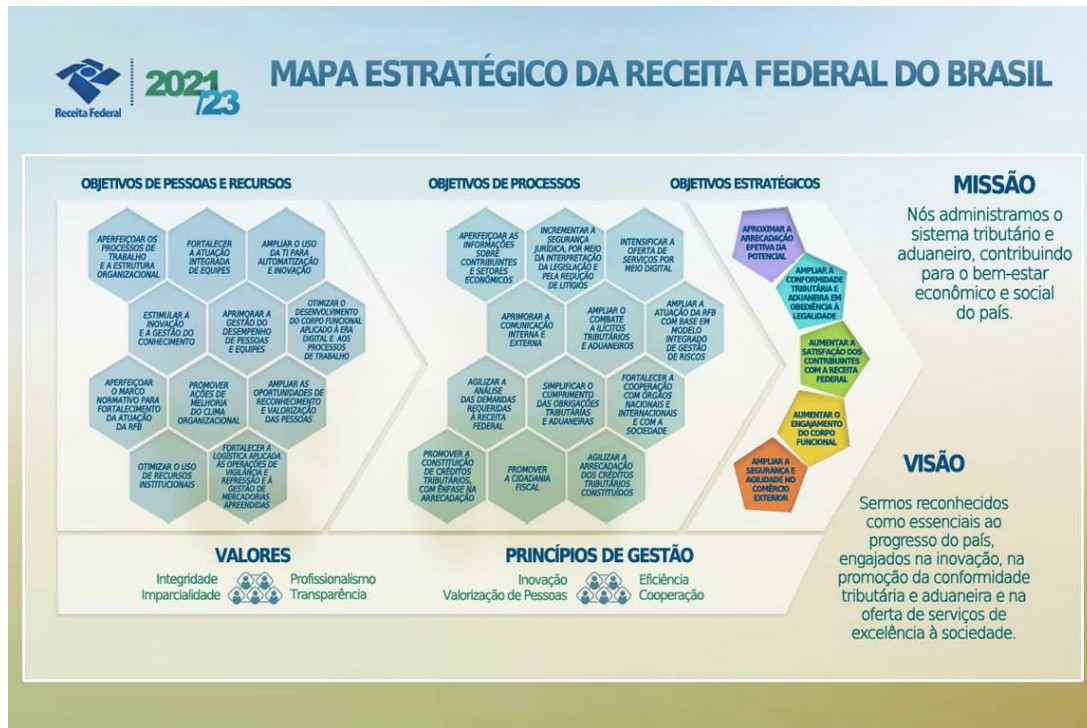 Receita Federal
2021
/23
MAPA ESTRATÉGICO DA RECEITA FEDERAL DO BRASIL
OBJETIVOS DE PESSOAS E RECURSOS
APERFEIÇOAR OS
PROCESSOS DE
TRABALHO
E A ESTRUTURA
ORGANIZACIONAL
FORTALECER
A ATUAÇÃO
INTEGRADA
DE EQUIPES
AMPLIAR O USO
DA TI PARA
AUTOMATIZAÇÃO
E INOVAÇÃO
ESTIMULAR A
INOVAÇÃO
E A GESTÃO DO
CONHECIMENTO
APRIMORAR A
GESTÃO DO
DESEMPENHO
DE PESSOAS
E EQUIPES
OTIMIZAR O
DESENVOLVIMENTO
DO CORPO FUNCIONAL
APLICADO À ERA
DIGITAL E AOS
PROCESSOS
DE TRABALHO
APERFEIÇOAR
O MARCO
NORMATIVO PARA
FORTALECIMENTO
DA ATUAÇÃO
DA RFB
PROMOVER
AÇÕES DE
MELHORIA
DO CLIMA
ORGANIZACIONAL
AMPLIAR AS
OPORTUNIDADES DE
RECONHECIMENTO
E VALORIZAÇÃO
DAS PESSOAS
OTIMIZAR O USO
DE RECURSOS
INSTITUCIONAIS
FORTALECER A
LOGÍSTICA APLICADA
ÀS OPERAÇÕES DE
VIGILÂNCIA E
REPRESSÃO E À
GESTÃO DE
MERCADORIAS
APREENDIDAS
OBJETIVOS DE PROCESSOS
APERFEIÇOAR AS
INFORMAÇÕES
SOBRE
CONTRIBUINTES
E SETORES
ECONÔMICOS
INCREMENTAR A
SEGURANÇA
JURÍDICA, POR MEIO
DA INTERPRETAÇÃO
DA LEGISLAÇÃO E
PELA REDUÇÃO
DE LITÍGIOS
INTENSIFICAR A
OFERTA DE
SERVIÇOS POR
MEIO DIGITAL
APRIMORAR A
COMUNICAÇÃO
INTERNA E
EXTERNA
AMPLIAR O
COMBATE
A ILÍCITOS
TRIBUTÁRIOS
E ADUANEIROS
AMPLIAR A
ATUAÇÃO DA RFB
COM BASE EM
MODELO
INTEGRADO
DE GESTÃO DE
RISCOS
AGILIZAR A
ANÁLISE
DAS DEMANDAS
REQUERIDAS
À RECEITA
FEDERAL
SIMPLIFICAR O
CUMPRIMENTO
DAS OBRIGAÇÕES
TRIBUTÁRIAS
E ADUANEIRAS
FORTALECER A
COOPERAÇÃO
COM ÓRGÃOS
NACIONAIS E
INTERNACIONAIS
E COM A
SOCIEDADE
PROMOVER A
CONSTITUIÇÃO
DE CRÉDITOS
TRIBUTÁRIOS,
COM ÊNFASE NA
ARRECADAÇÃO
PROMOVER
A CIDADANIA
FISCAL
AGILIZAR A
ARRECADAÇÃO
DOS CRÉDITOS
TRIBUTÁRIOS
CONSTITUÍDOS
OBJETIVOS ESTRATÉGICOS
APROXIMAR A
ARRECADAÇÃO
EFETIVA DA
POTENCIAL
AMPLIAR A
CONFORMIDADE
TRIBUTÁRIA E
ADUANEIRA EM
OBEDIÊNCIA À
LEGALIDADE
AUMENTAR A
SATISFAÇÃO DOS
CONTRIBUINTES
COM A RECEITA
FEDERAL
AUMENTAR O
ENGAJAMENTO
DO CORPO
FUNCIONAL
AMPLIAR A
SEGURANÇA E
AGILIDADE NO
COMÉRCIO
EXTERIOR
MISSÃO
Nós administramos o
sistema tributário e
aduaneiro, contribuindo
para o bem-estar
econômico e social
do país.
VISÃO
Sermos reconhecidos
como essenciais ao
progresso do país,
engajados na inovação, na
promoção da conformidade
tributária e aduaneira e na
oferta de serviços de
excelência à sociedade.
VALORES
Integridade
Imparcialidade
Profissionalismo
Transparência
PRINCÍPIOS DE GESTÃO
Inovação
Valorização de Pessoas
Eficiência
Cooperação